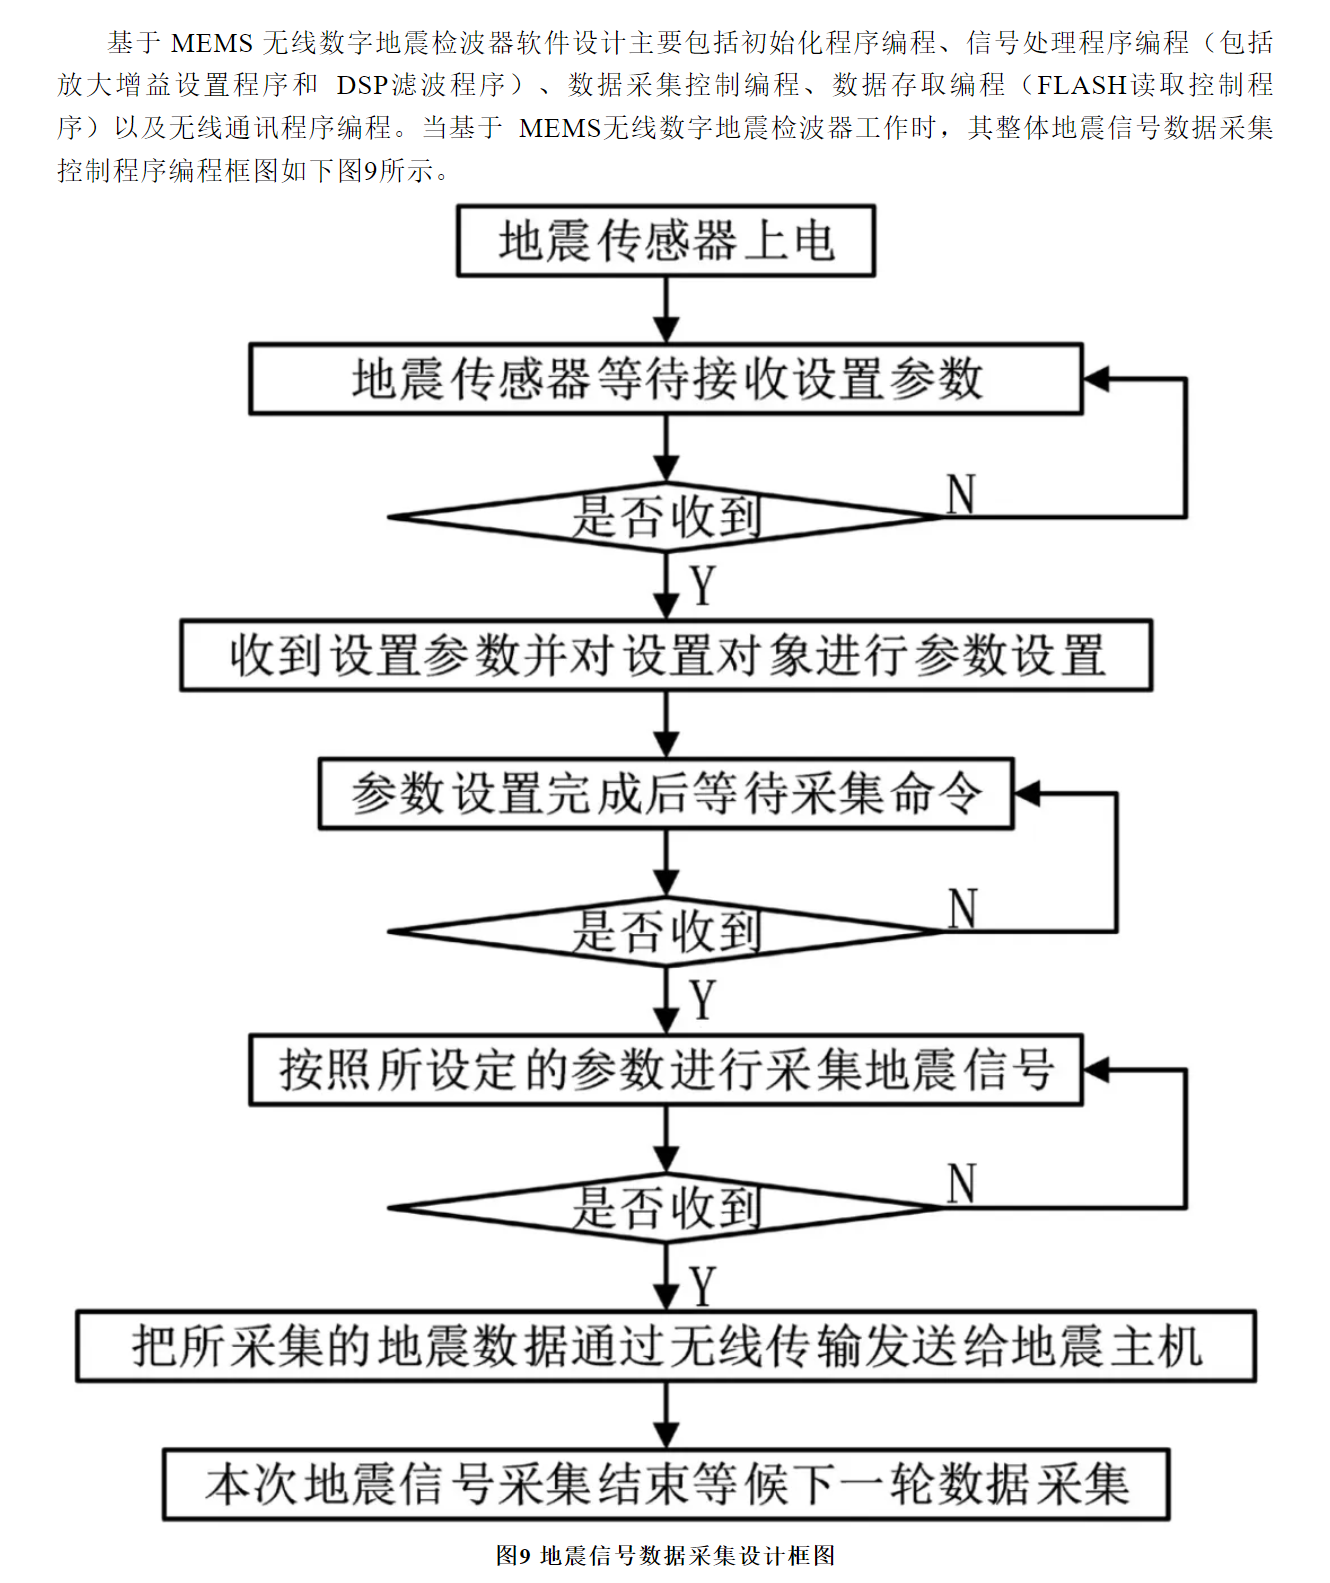 基于 MEMS 无线数字地震检波器软件设计主要包括初始化程序编程、信号处理程序编程（包括
放大增益设置程序和 DSP滤波程序）、数据采集控制编程、数据存取编程（FLASH读取控制程
序）以及无线通讯程序编程。当基于 MEMS无线数字地震检波器工作时，其整体地震信号数据采集
控制程序编程框图如下图9所示。
地震传感器上电
地震传感器等待接收设置参数
是否收到
N
Y
收到设置参数并对设置对象进行参数设置
参数设置完成后等待采集命令
是否收到
N
Y
按照所设定的参数进行采集地震信号
是否收到
N
Y
把所采集的地震数据通过无线传输发送给地震主机
本次地震信号采集结束等候下一轮数据采集
图9 地震信号数据采集设计框图